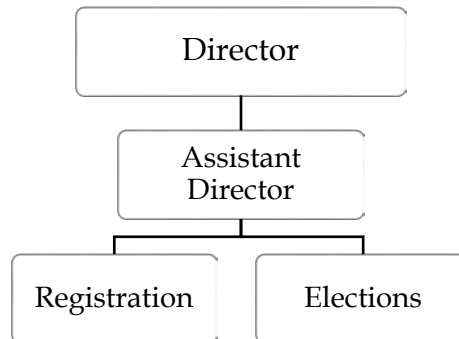 Director
Assistant
Director
Registration
Elections